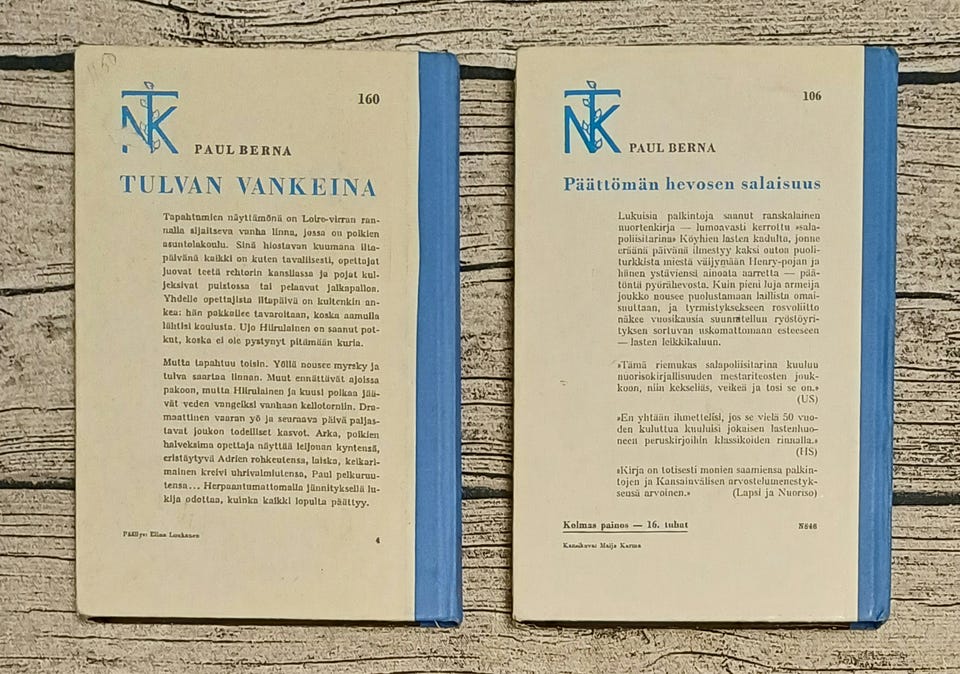 NTK
160
PAUL BERNA
TULVAN VANKEINA
Tapahtumien näyttämönä on Loire-virran ran-
nalla sijaitseva vanha linna, jossa on poikien
asuntolakoulu. Sinä hiostavan kuumana ilta-
päivänä kaikki on kuten tavallisesti, opettajat
juovat teetä rehtorin kansliassa ja pojat kul-
jeksivat puistossa tai pelaavat jalkapalloa.
Yhdelle opettajista iltapäivä on kuitenkin an-
kea: hän pakkailee tavaroitaan, koska aamulla
lähtisi koulusta. Ujo Hiirulainen on saanut pot-
kut, koska ei ole pystynyt pitämään kuria.
Mutta tapahtuu toisin. Yöllä nousee myrsky ja
tulva saartaa linnan. Muut ennättävät ajoissa
pakoon, mutta Hiirulainen ja kuusi poikaa jää-
vät veden vangeiksi vanhaan kellotorniin. Dra-
maattinen vaaran yö ja seuraava päivä paljas-
tavat joukon todelliset kasvot. Arka, poikien
halveksima opettaja näyttää leijonan kyntensä,
eristäytyvä Adrien rohkeutensa, laiska, keikari-
mainen kreivi uhrivalmiutensa, Paul pelkuruu-
tensa... Herpaantumattomalla jännityksellä lu-
kija odottaa, kuinka kaikki lopulta päättyy.
Päällys: Elina Loukanen
4
NTK
106
PAUL BERNA
Päättömän hevosen salaisuus
Lukuisia palkintoja saanut ranskalainen
nuortenkirja — lumoavasti kerrottu »sala-
poliisitarina» Köyhien lasten kadulta, jonne
eräänä päivänä ilmestyy kaksi outoa puoli-
turkkista miestä väijymään Henry-pojan ja
hänen ystäviensä ainoata aarretta — pää-
töntä pyörähevosta. Kuin pieni luja armeija
joukko nousee puolustamaan laillista omai-
suuttaan, ja tyrmistyksekseen rosvoliitto
näkee vuosikausia suunnitellun ryöstöyri-
tyksen sortuvan uskomattomaan esteeseen
— lasten leikkikaluun.
»Tämä riemukas salapoliisitarina kuuluu
nuorisokirjallisuuden mestariteosten jouk-
koon, niin kekseliäs, veikeä ja tosi se on.»
(US)
»En yhtään ihmettelisi, jos se vielä 50 vuo-
den kuluttua kuuluisi jokaisen lastenhuo-
neen peruskirjoihin klassikoiden rinnalla.»
(HS)
»Kirja on totisesti monien saamiensa palkin-
tojen ja Kansainvälisen arvostelumenestyk-
sensä arvoinen.» (Lapsi ja Nuoriso)
Kolmas painos — 16. tuhat
N846
Kansikuva: Maija Karma